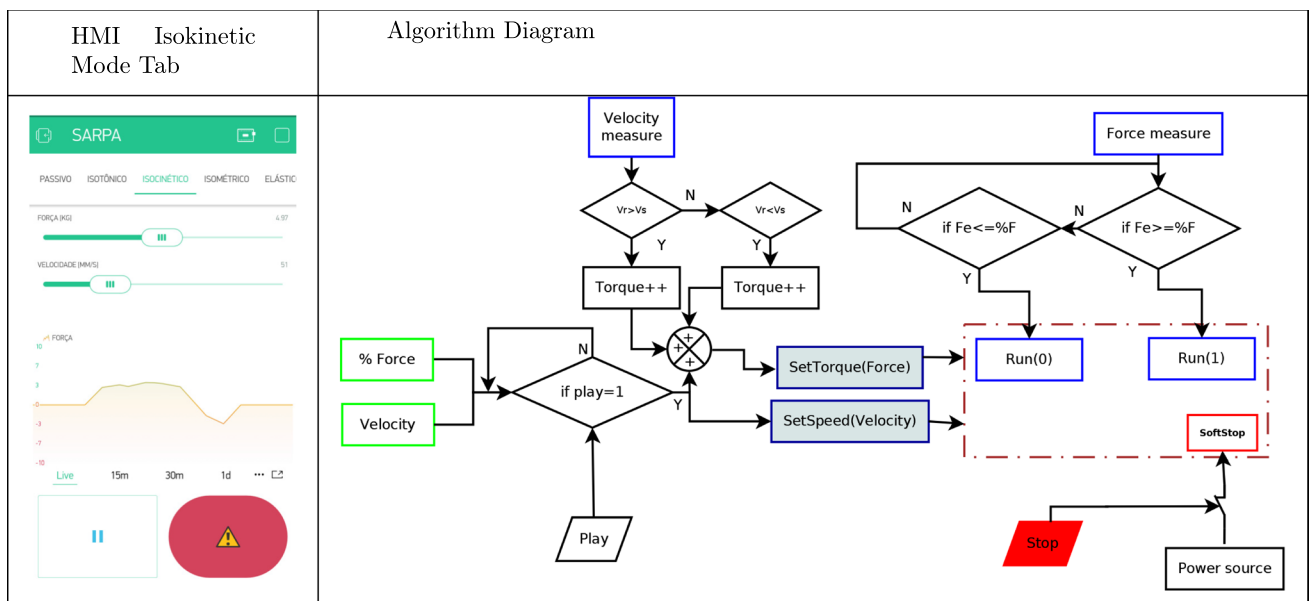 HMI Isokinetic
Mode Tab
Algorithm Diagram
SARPA
PASSIVO ISOTÔNICO ISOCINÉTICO ISOMÉTRICO ELÁSTIC
FORÇA (KG) 4.97
VELOCIDADE (MM/S) 51
FORÇA
10
7
3
-0
-3
-7
-10
Live 15m 30m 1d
Velocity
measure
Vr>Vs
N
Vr<Vs
Y
Y
Torque++
Torque++
+
+
+
% Force
Velocity
N
if play=1
Y
Play
SetTorque(Force)
SetSpeed(Velocity)
Force measure
N
if Fe<=%F
N
if Fe>=%F
Y
Y
Run(0)
Run(1)
SoftStop
Stop
Power source